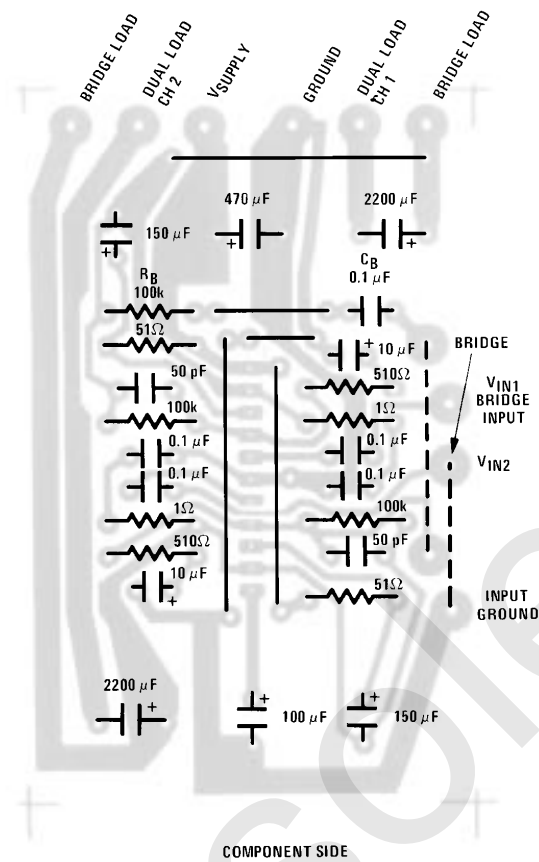 BRIDGE LOAD
DUAL LOAD
CH 2
VSUPPLY
GROUND
DUAL LOAD
CH 1
BRIDGE LOAD
470 µF
2200 µF
150 µF
+
+
+
RB
100k
CB
0.1 µF
51Ω
+
10 µF
BRIDGE
50 pF
510Ω
VIN1
BRIDGE
INPUT
100k
1Ω
0.1 µF
0.1 µF
VIN2
0.1 µF
0.1 µF
1Ω
100k
510Ω
50 pF
10 µF
+
51Ω
INPUT
GROUND
2200 µF
+
+
100 µF
+
150 µF
COMPONENT SIDE